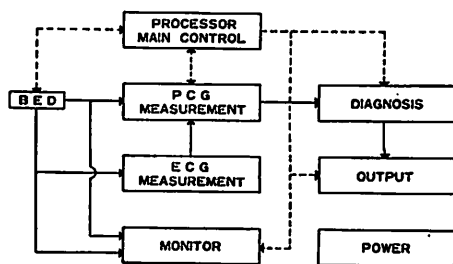 PROCESSOR
MAIN CONTROL
BED
PCG
MEASUREMENT
DIAGNOSIS
ECG
MEASUREMENT
OUTPUT
MONITOR
POWER